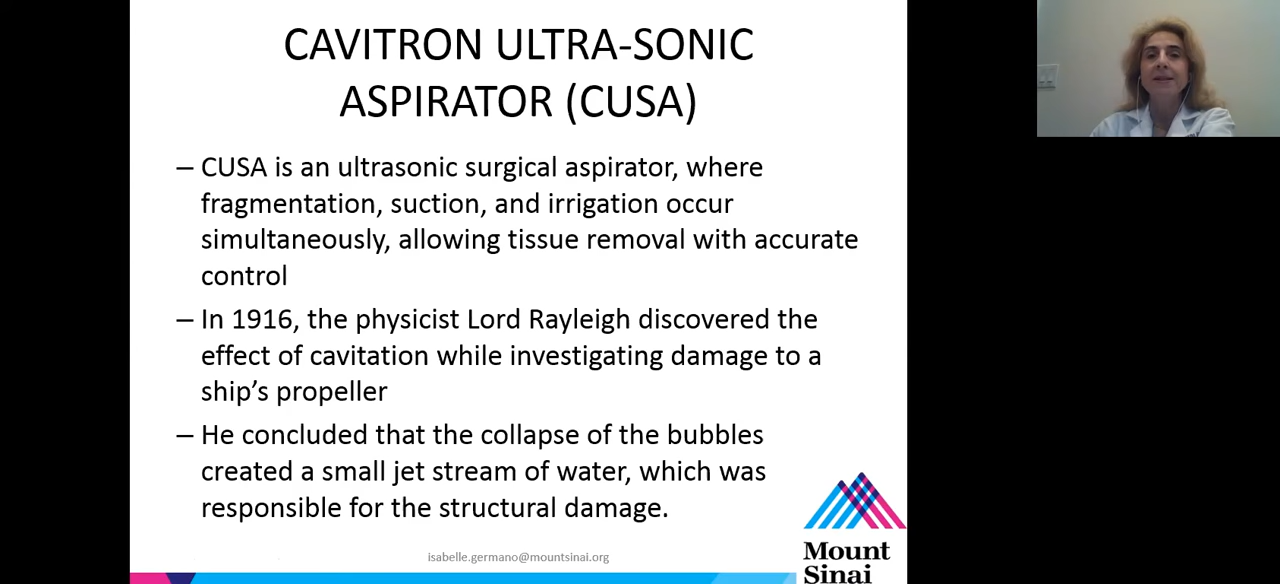 CAVITRON ULTRA-SONIC
ASPIRATOR (CUSA)
– CUSA is an ultrasonic surgical aspirator, where
fragmentation, suction, and irrigation occur
simultaneously, allowing tissue removal with accurate
control
– In 1916, the physicist Lord Rayleigh discovered the
effect of cavitation while investigating damage to a
ship’s propeller
– He concluded that the collapse of the bubbles
created a small jet stream of water, which was
responsible for the structural damage.
isabelle.germano@mountsinai.org
Mount
Sinai